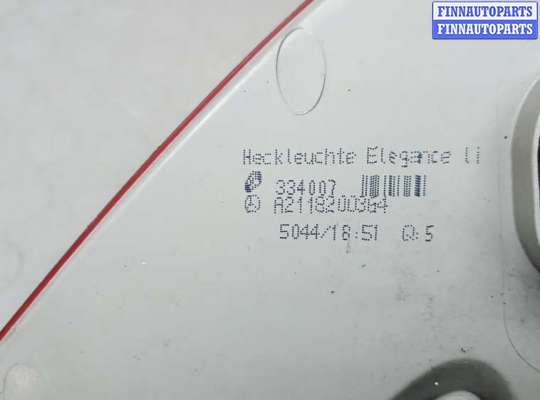 FINNAUTOPARTS
FINNAUTOPARTS
Heckleuchte Elegance li
334007
A2118200364
5044/18:51 Q:5